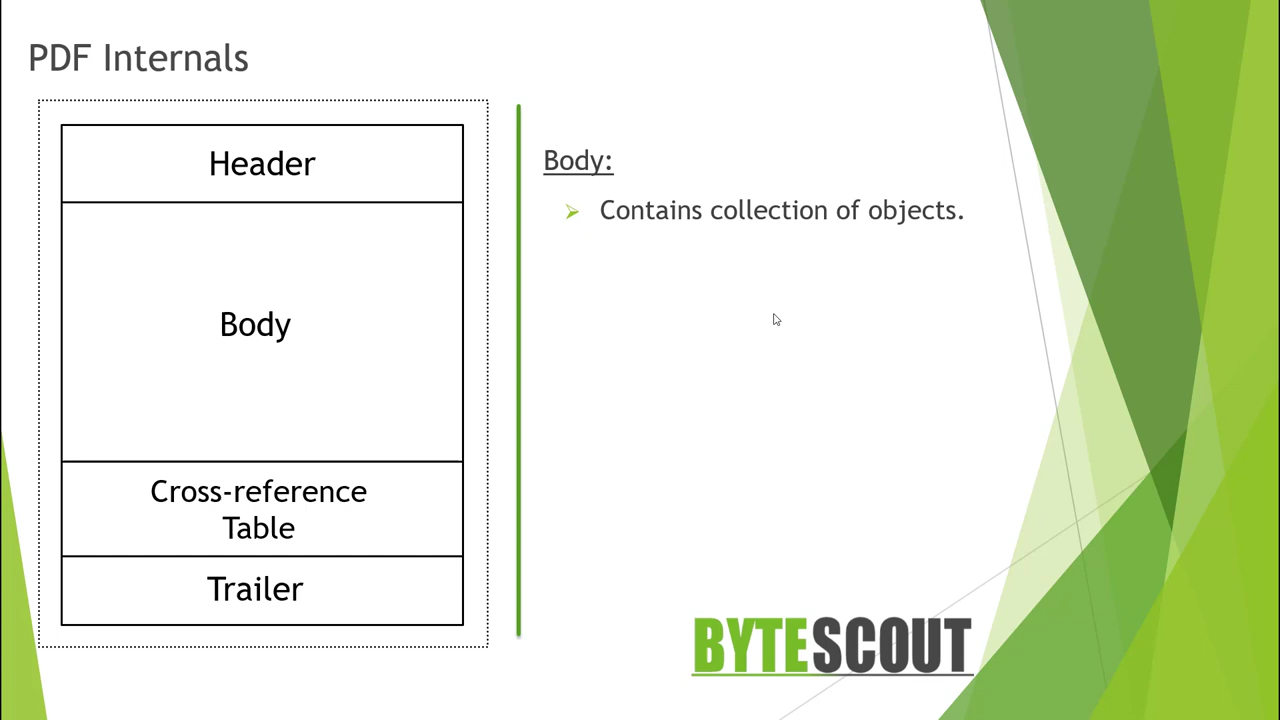 PDF Internals
Header
Body
Cross-reference
Table
Trailer
Body:
Contains collection of objects.
BYTESCOUT